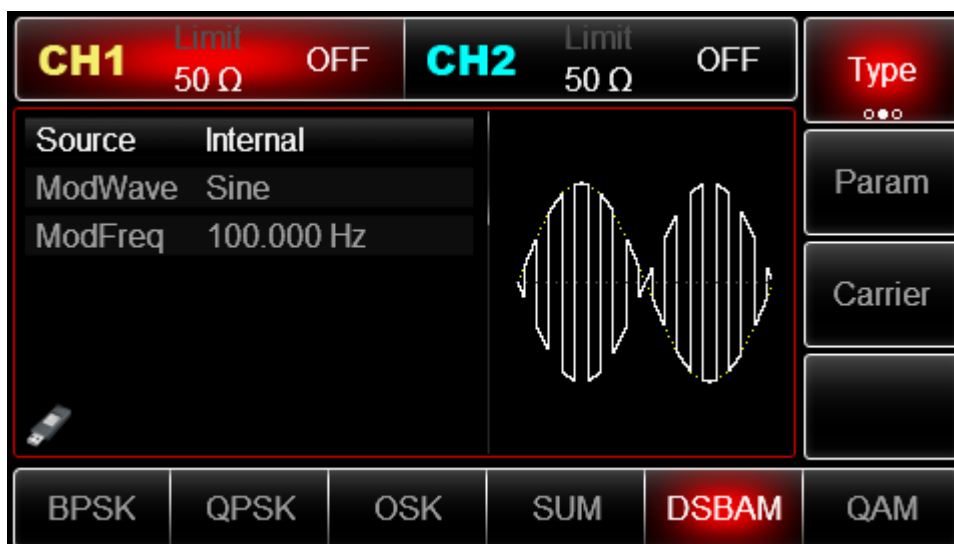 CH1 Limit 50 Ω OFF CH2 Limit 50 Ω OFF Type
Source Internal
ModWave Sine
ModFreq 100.000 Hz
Param
Carrier
BPSK QPSK OSK SUM DSBAM QAM